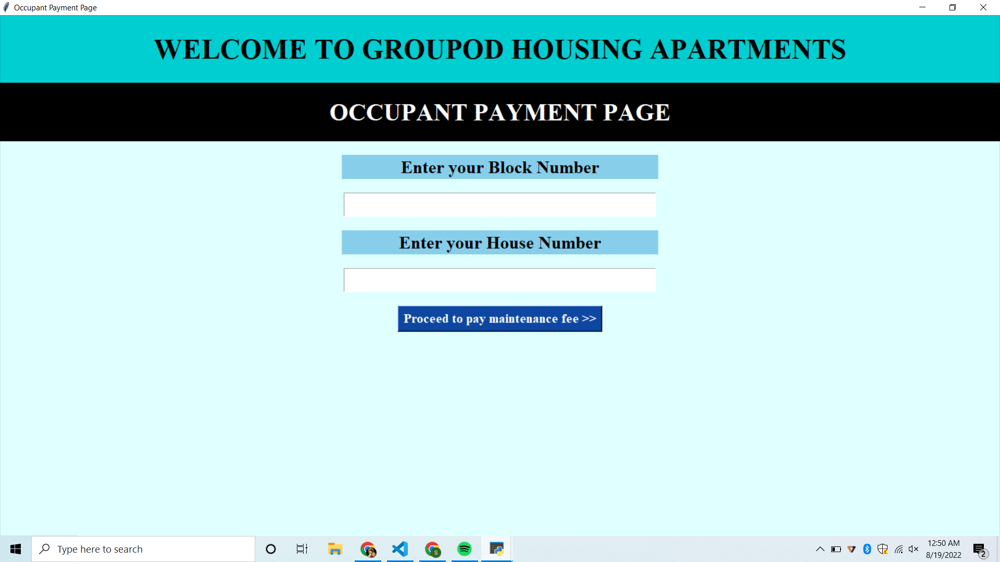 Occupant Payment Page
WELCOME TO GROUPOD HOUSING APARTMENTS
OCCUPANT PAYMENT PAGE
Enter your Block Number
Enter your House Number
Proceed to pay maintenance fee >>
Type here to search
S
12:50 AM
8/19/2022
2